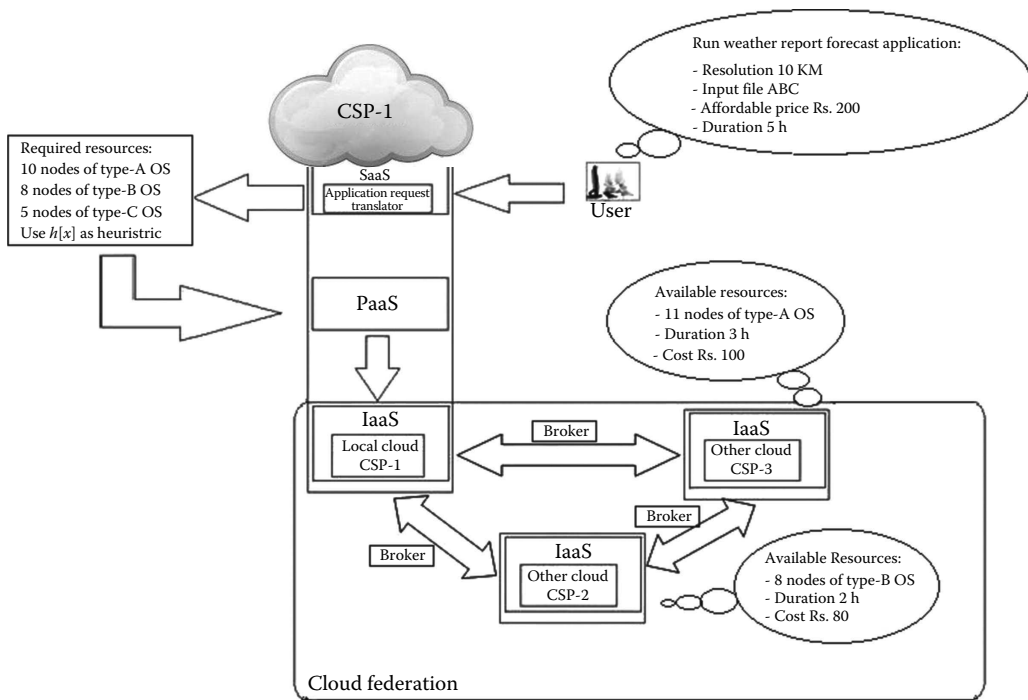 Run weather report forecast application:
- Resolution 10 KM
- Input file ABC
- Affordable price Rs. 200
- Duration 5 h
CSP-1
Required resources:
10 nodes of type-A OS
8 nodes of type-B OS
5 nodes of type-C OS
Use h[x] as heuristric
SaaS
Application request
translator
User
PaaS
Available resources:
- 11 nodes of type-A OS
- Duration 3 h
- Cost Rs. 100
IaaS
Local cloud
CSP-1
Broker
IaaS
Other cloud
CSP-3
Broker
Broker
IaaS
Other cloud
CSP-2
Available Resources:
- 8 nodes of type-B OS
- Duration 2 h
- Cost Rs. 80
Cloud federation